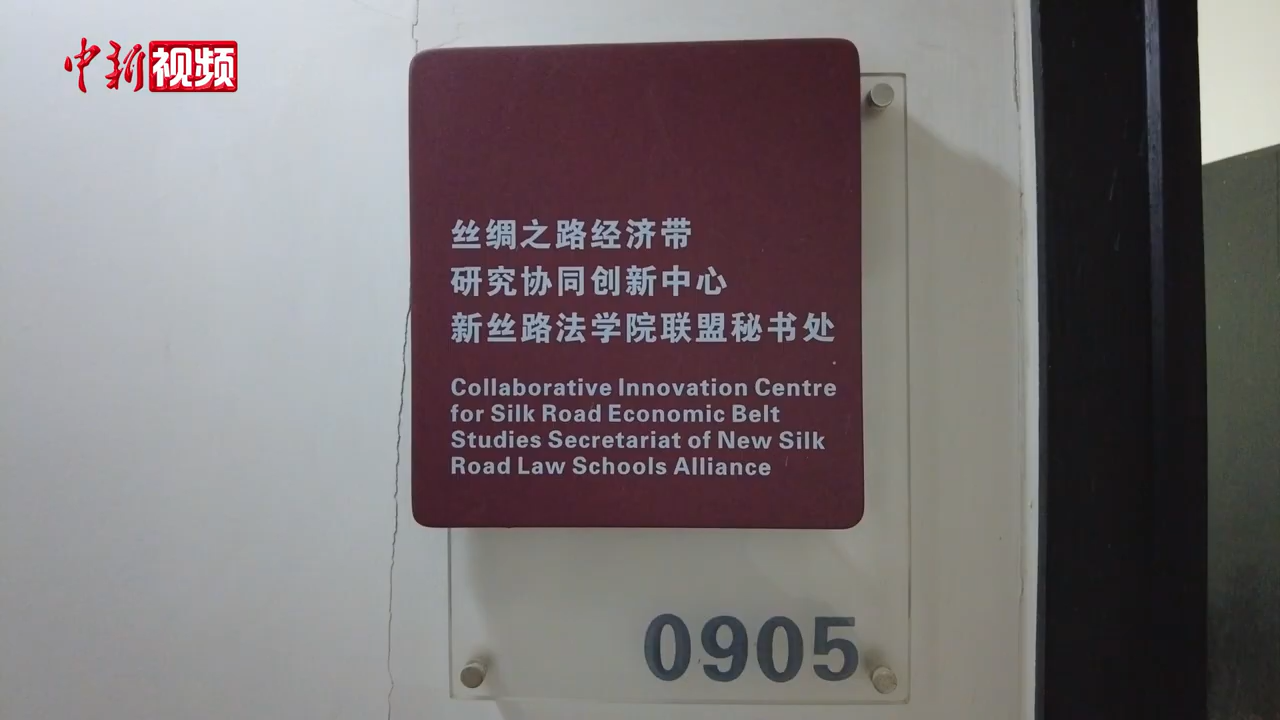 中新视频
丝绸之路经济带
研究协同创新中心
新丝路法学院联盟秘书处
Collaborative Innovation Centre
for Silk Road Economic Belt
Studies Secretariat of New Silk
Road Law Schools Alliance
0905